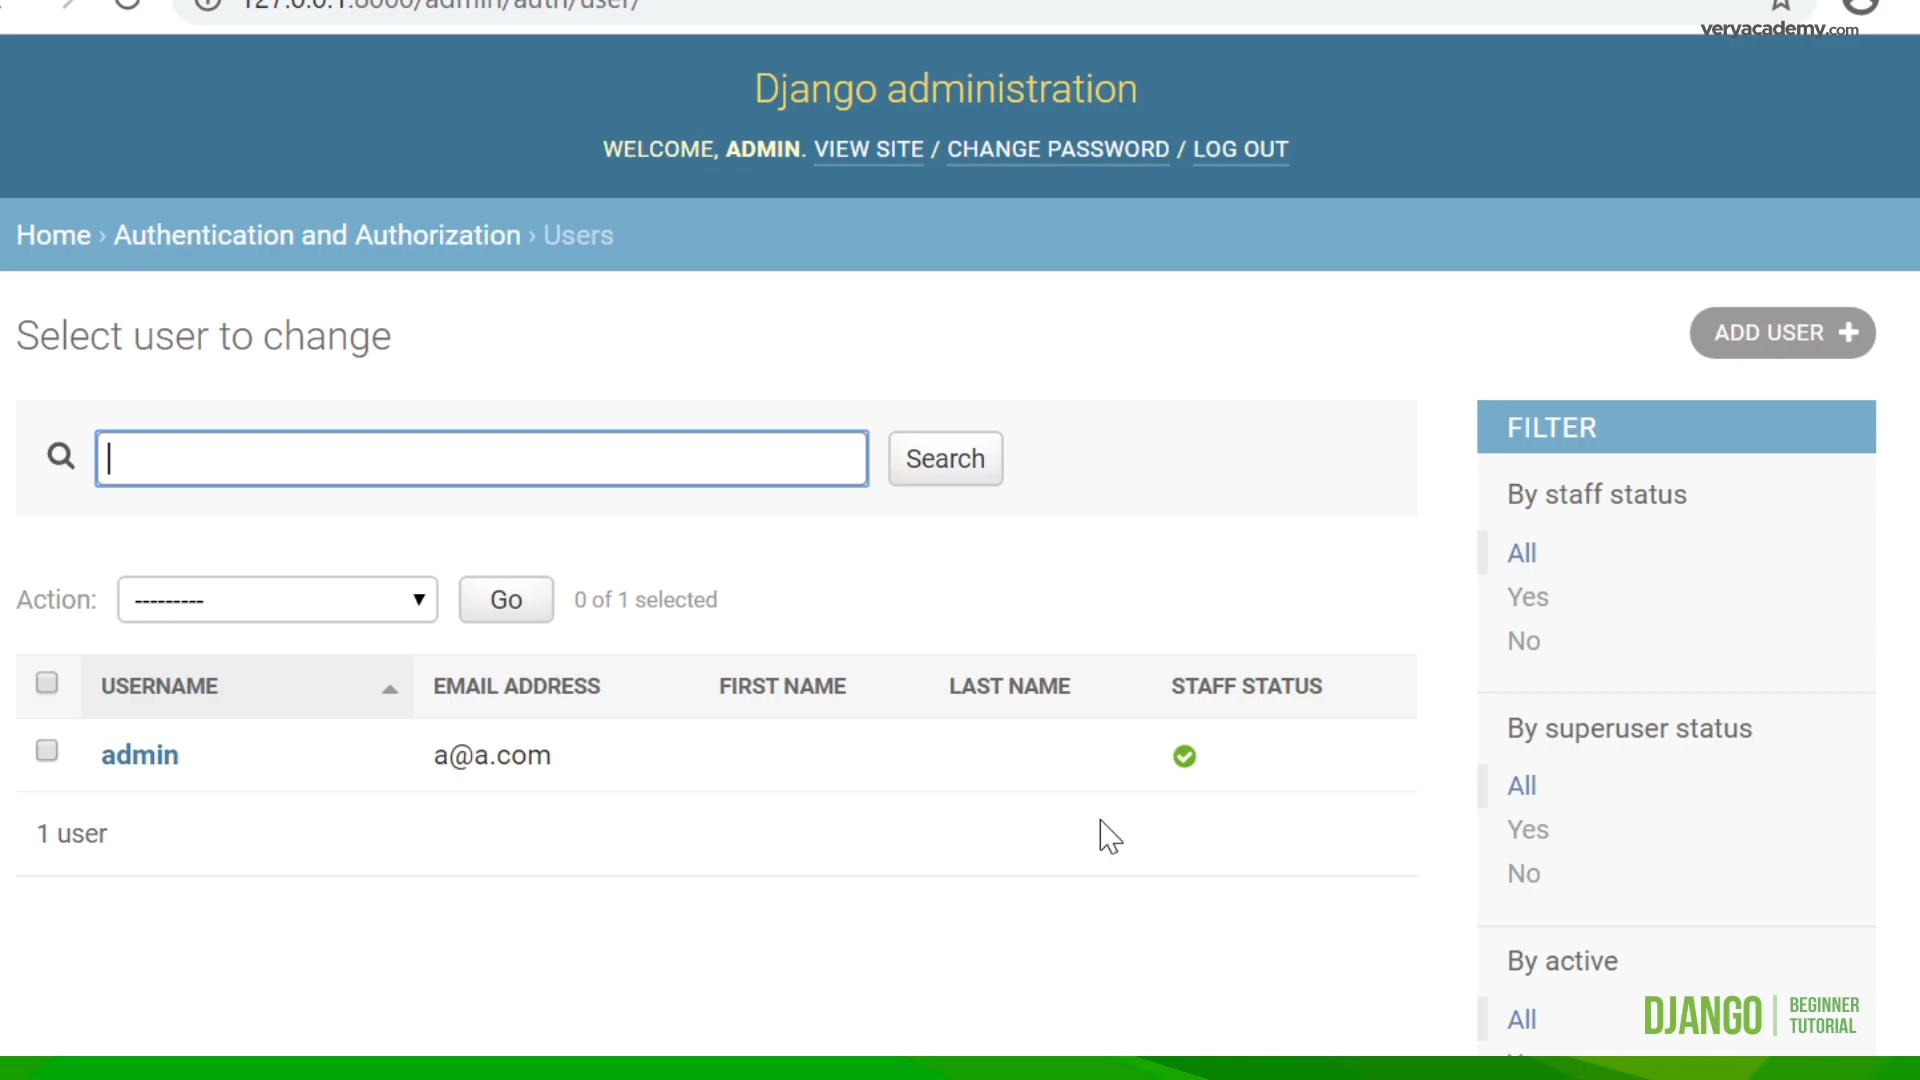 127.0.0.1:8000/admin/auth/user/
veryacademy.com
Django administration
WELCOME, ADMIN. VIEW SITE / CHANGE PASSWORD / LOG OUT
Home › Authentication and Authorization › Users
Select user to change
ADD USER +
Search
FILTER
By staff status
All
Yes
No
Action: --------- Go 0 of 1 selected
USERNAME EMAIL ADDRESS FIRST NAME LAST NAME STAFF STATUS
admin a@a.com
1 user
By superuser status
All
Yes
No
By active
All
DJANGO | BEGINNER
TUTORIAL